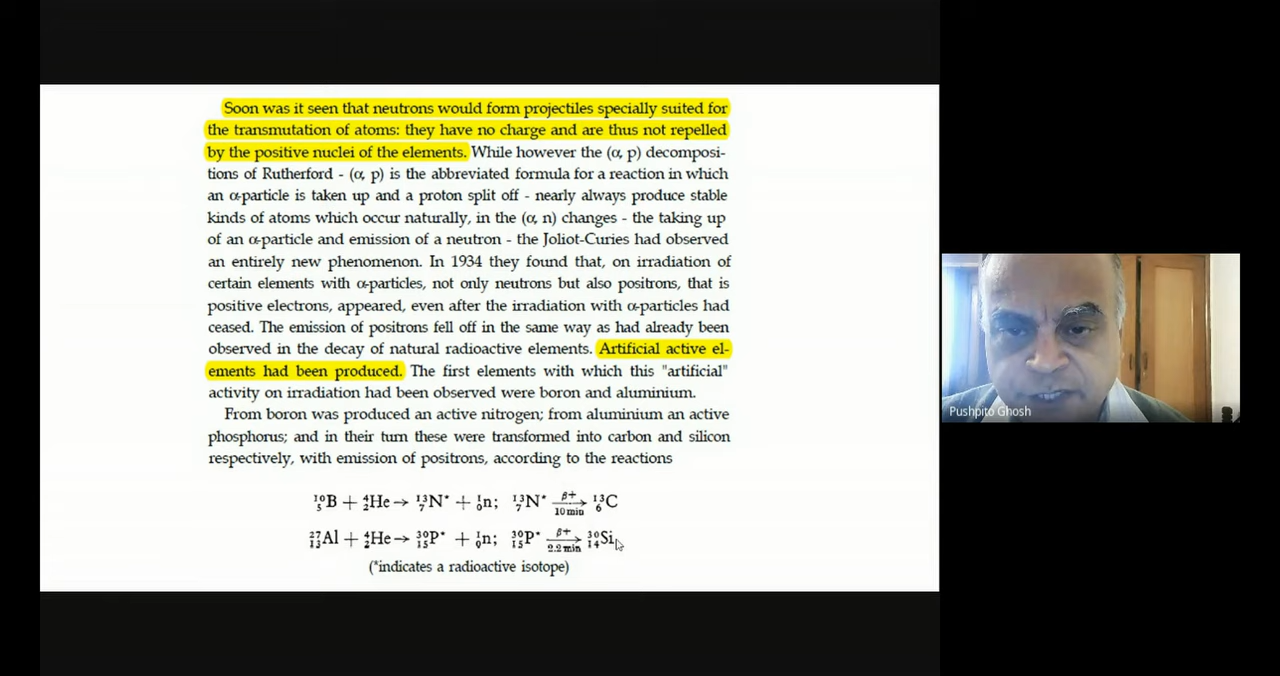 Soon was it seen that neutrons would form projectiles specially suited for
the transmutation of atoms: they have no charge and are thus not repelled
by the positive nuclei of the elements. While however the (α, p) decomposi-
tions of Rutherford - (α, p) is the abbreviated formula for a reaction in which
an α-particle is taken up and a proton split off - nearly always produce stable
kinds of atoms which occur naturally, in the (α, n) changes - the taking up
of an α-particle and emission of a neutron - the Joliot-Curies had observed
an entirely new phenomenon. In 1934 they found that, on irradiation of
certain elements with α-particles, not only neutrons but also positrons, that is
positive electrons, appeared, even after the irradiation with α-particles had
ceased. The emission of positrons fell off in the same way as had already been
observed in the decay of natural radioactive elements. Artificial active el-
ements had been produced. The first elements with which this "artificial"
activity on irradiation had been observed were boron and aluminium.
From boron was produced an active nitrogen; from aluminium an active
phosphorus; and in their turn these were transformed into carbon and silicon
respectively, with emission of positrons, according to the reactions
¹⁰₅B + ⁴₂He → ¹³₇N* + ¹₀n; ¹³₇N* β+ → 10 min ¹³₆C
²⁷₁₃Al + ⁴₂He → ³⁰₁₅P* + ¹₀n; ³⁰₁₅P* β+ → 2.2 min ³⁰₁₄Si
(*indicates a radioactive isotope)
Pushpito Ghosh